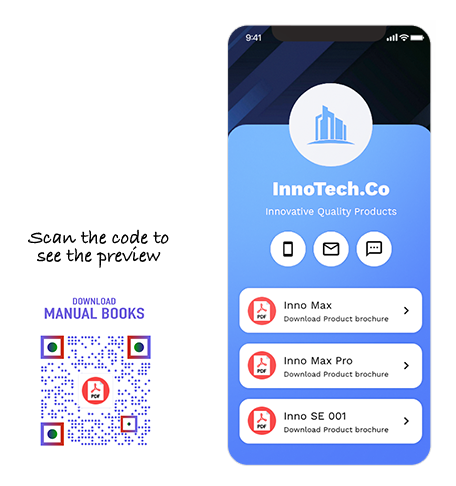 Scan the code to
see the preview
DOWNLOAD
MANUAL BOOKS
PDF
9:41
InnoTech.Co
Innovative Quality Products
PDF
Inno Max
Download Product brochure
PDF
Inno Max Pro
Download Product brochure
PDF
Inno SE 001
Download Product brochure